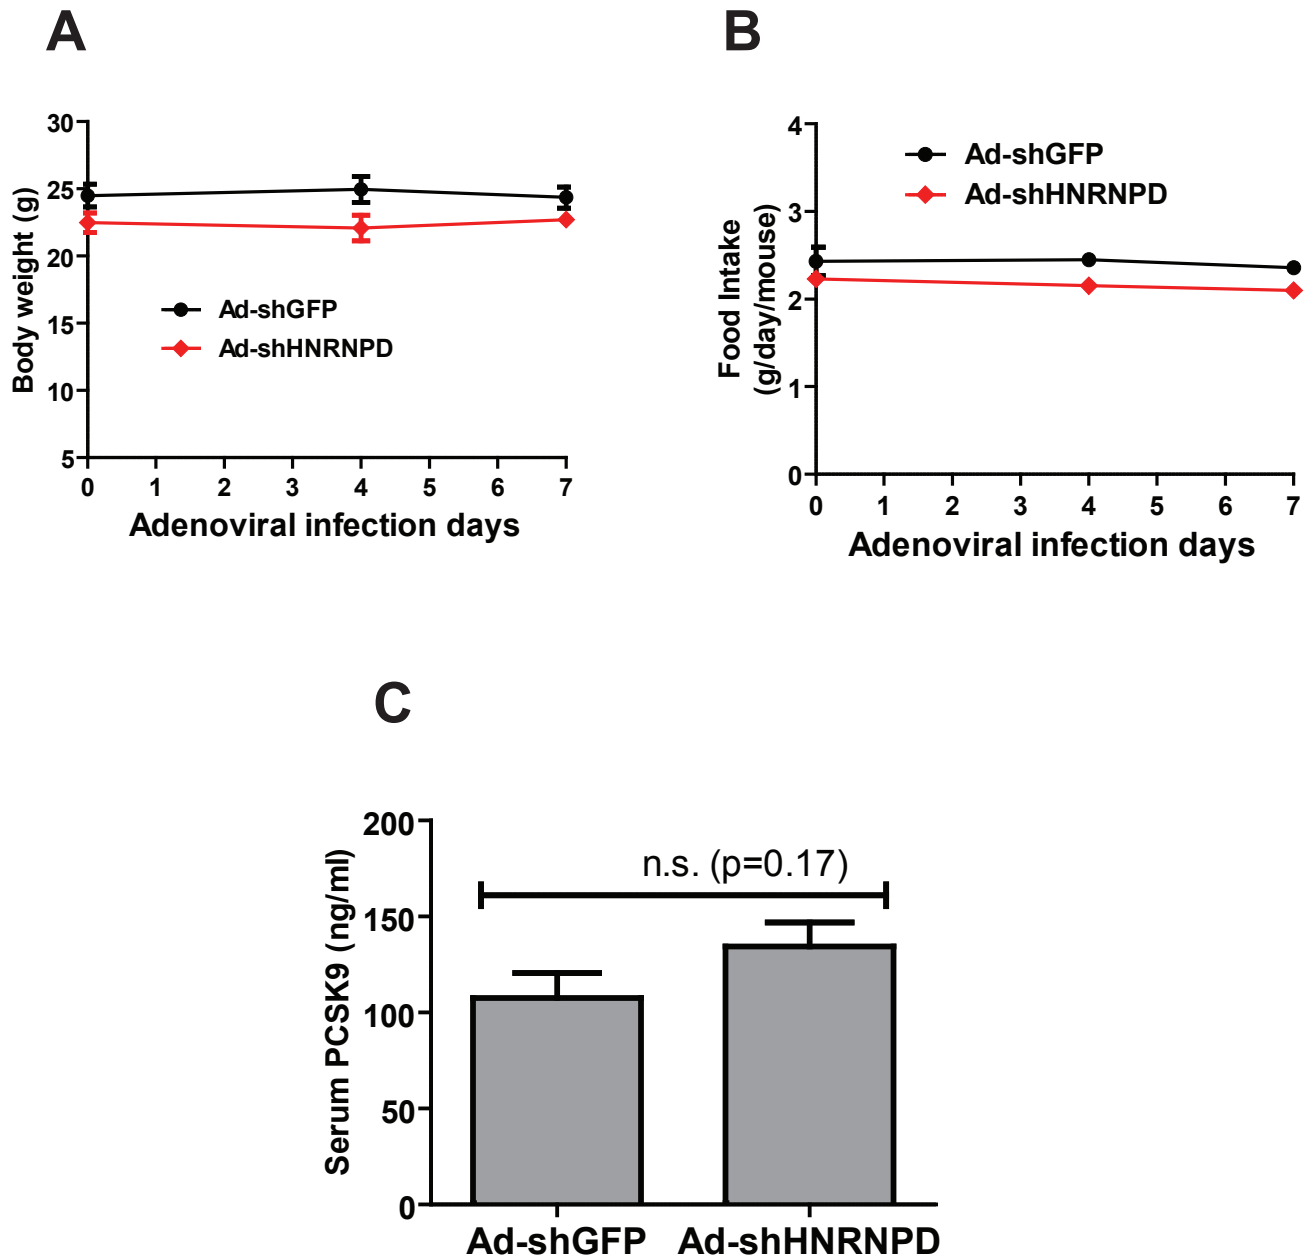 A
30
25
20
15
10
5
Body weight (g)
Ad-shGFP
Ad-shHNRNPD
0 1 2 3 4 5 6 7
Adenoviral infection days
B
4
3
2
1
0
Food Intake
(g/day/mouse)
Ad-shGFP
Ad-shHNRNPD
0 1 2 3 4 5 6 7
Adenoviral infection days
C
200
150
100
50
0
Serum PCSK9 (ng/ml)
n.s. (p=0.17)
Ad-shGFP Ad-shHNRNPD